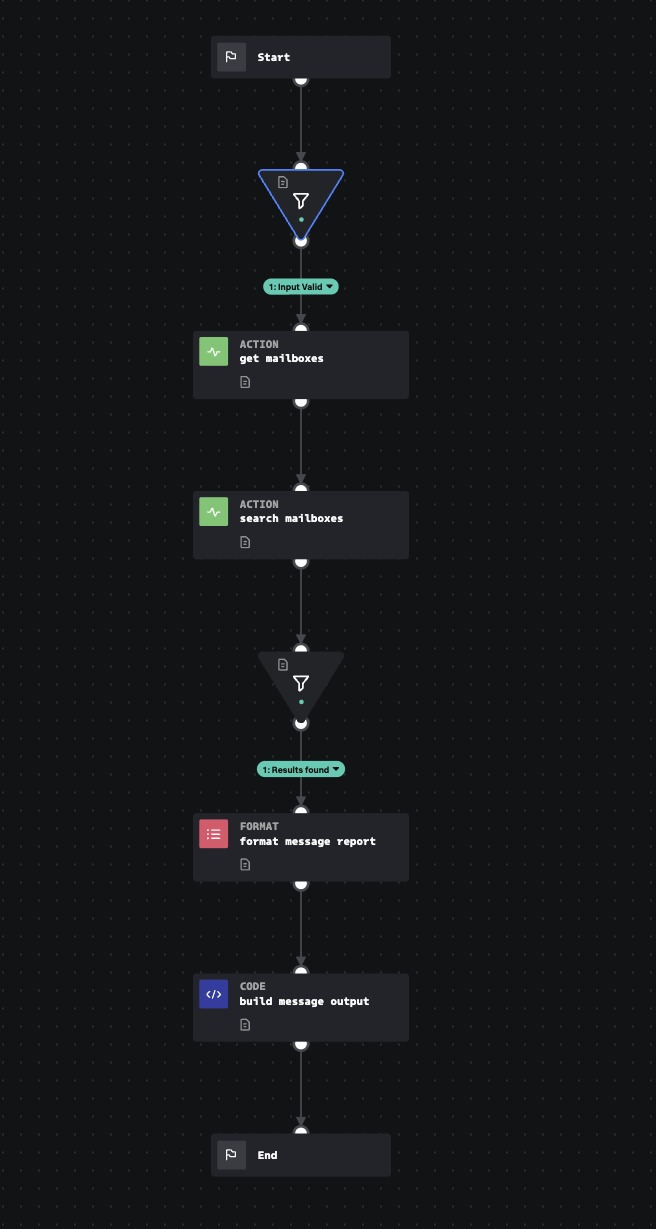 Start
1: Input Valid
ACTION
get mailboxes
ACTION
search mailboxes
1: Results found
FORMAT
format message report
CODE
build message output
End